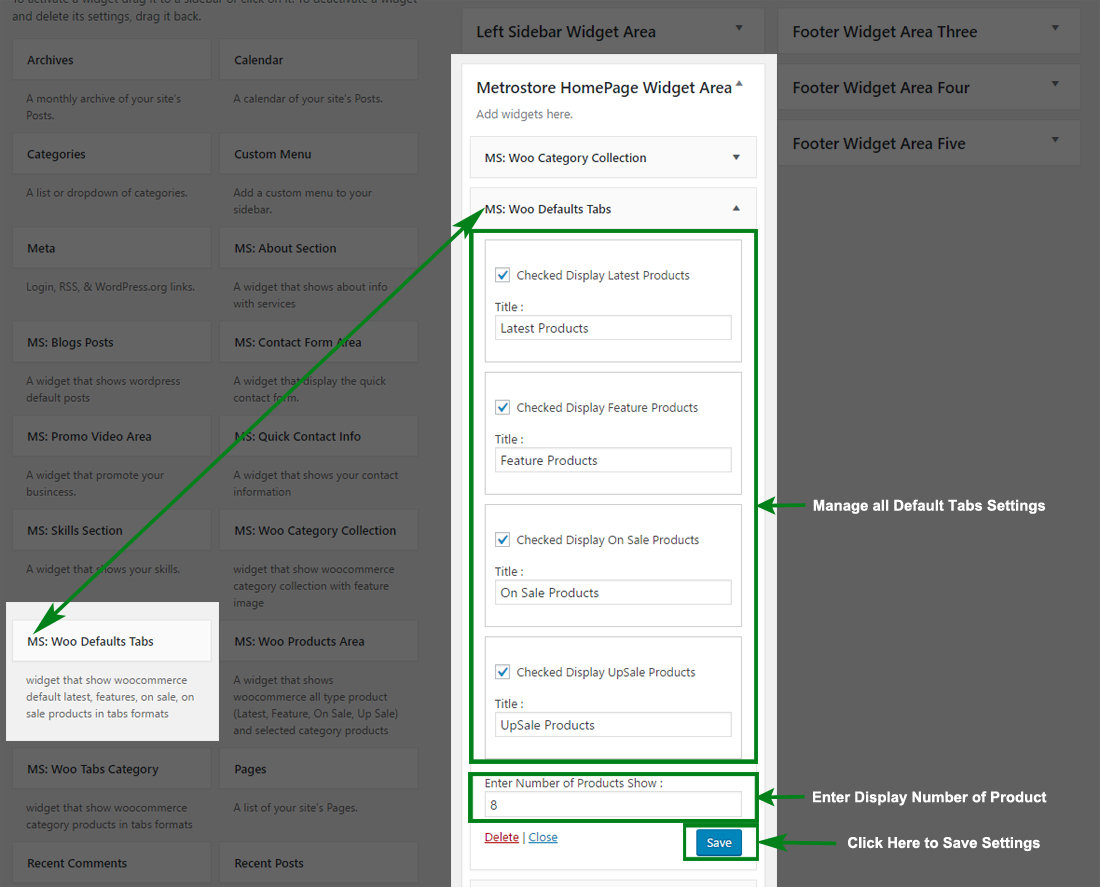 To activate a widget drag it to a sidebar or click on it. To deactivate a widget
and delete its settings, drag it back.
Archives
Calendar
A monthly archive of your site's
Posts.
A calendar of your site's Posts.
Categories
Custom Menu
A list or dropdown of categories.
Add a custom menu to your
sidebar.
Meta
MS: About Section
Login, RSS, & WordPress.org links.
A widget that shows about info
with services
MS: Blogs Posts
MS: Contact Form Area
A widget that shows wordpress
default posts
A widget that display the quick
contact form.
MS: Promo Video Area
MS: Quick Contact Info
A widget that promote your
busincess.
A widget that shows your contact
information
MS: Skills Section
MS: Woo Category Collection
A widget that shows your skills.
widget that show woocommerce
category collection with feature
image
MS: Woo Defaults Tabs
MS: Woo Products Area
widget that show woocommerce
default latest, features, on sale, on
sale products in tabs formats
A widget that shows
woocommerce all type product
(Latest, Feature, On Sale, Up Sale)
and selected category products
MS: Woo Tabs Category
Pages
widget that show woocommerce
category products in tabs formats
A list of your site's Pages.
Recent Comments
Recent Posts
Left Sidebar Widget Area
Metrostore HomePage Widget Area
Add widgets here.
MS: Woo Category Collection
MS: Woo Defaults Tabs
Checked Display Latest Products
Title :
Latest Products
Checked Display Feature Products
Title :
Feature Products
Checked Display On Sale Products
Title :
On Sale Products
Checked Display UpSale Products
Title :
UpSale Products
Enter Number of Products Show :
8
Delete | Close
Save
Footer Widget Area Three
Footer Widget Area Four
Footer Widget Area Five
Manage all Default Tabs Settings
Enter Display Number of Product
Click Here to Save Settings